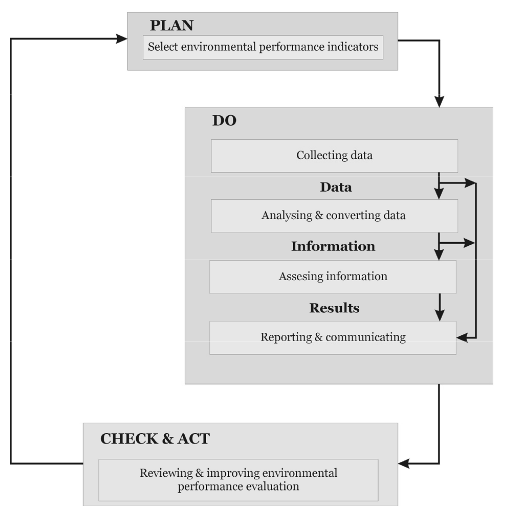 PLAN
Select environmental performance indicators
DO
Collecting data
Data
Analysing & converting data
Information
Assesing information
Results
Reporting & communicating
CHECK & ACT
Reviewing & improving environmental
performance evaluation